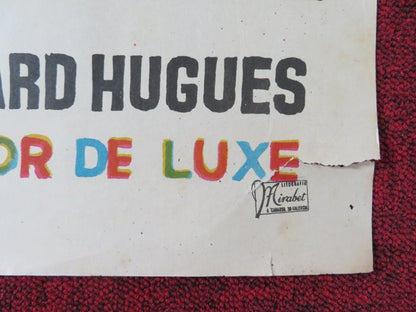 ARD HUGUES
OR DE LUXE
LITOGRAFIA
Mirabet